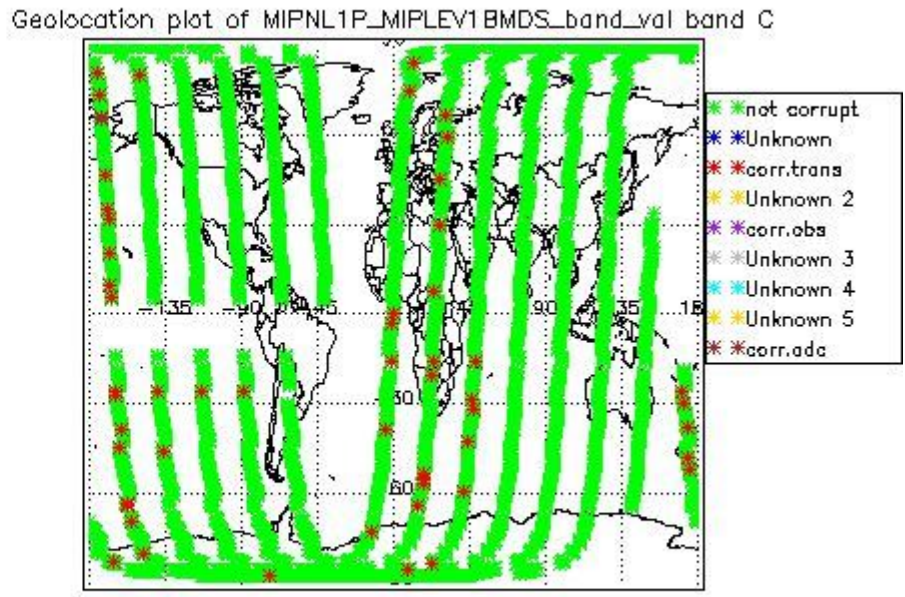 Geolocation plot of MIPNL1P_MIPLEV1BMDS_band_val band C
not corrupt
Unknown
corr.trans
Unknown 2
corr.obs
Unknown 3
Unknown 4
Unknown 5
corr.adc
-135 -90 -45 90 135
30
60